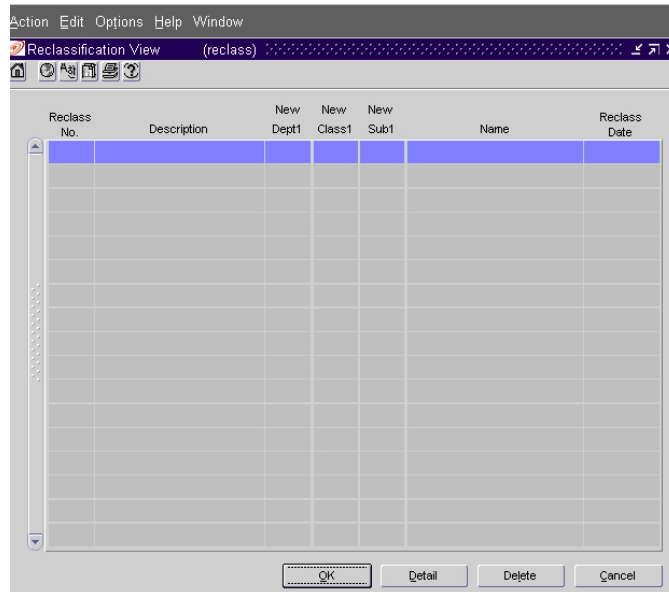 Action Edit Options Help Window
Reclassification View (reclass)
Reclass No. Description New Dept1 New Class1 New Sub1 Name Reclass Date
OK Detail Delete Cancel